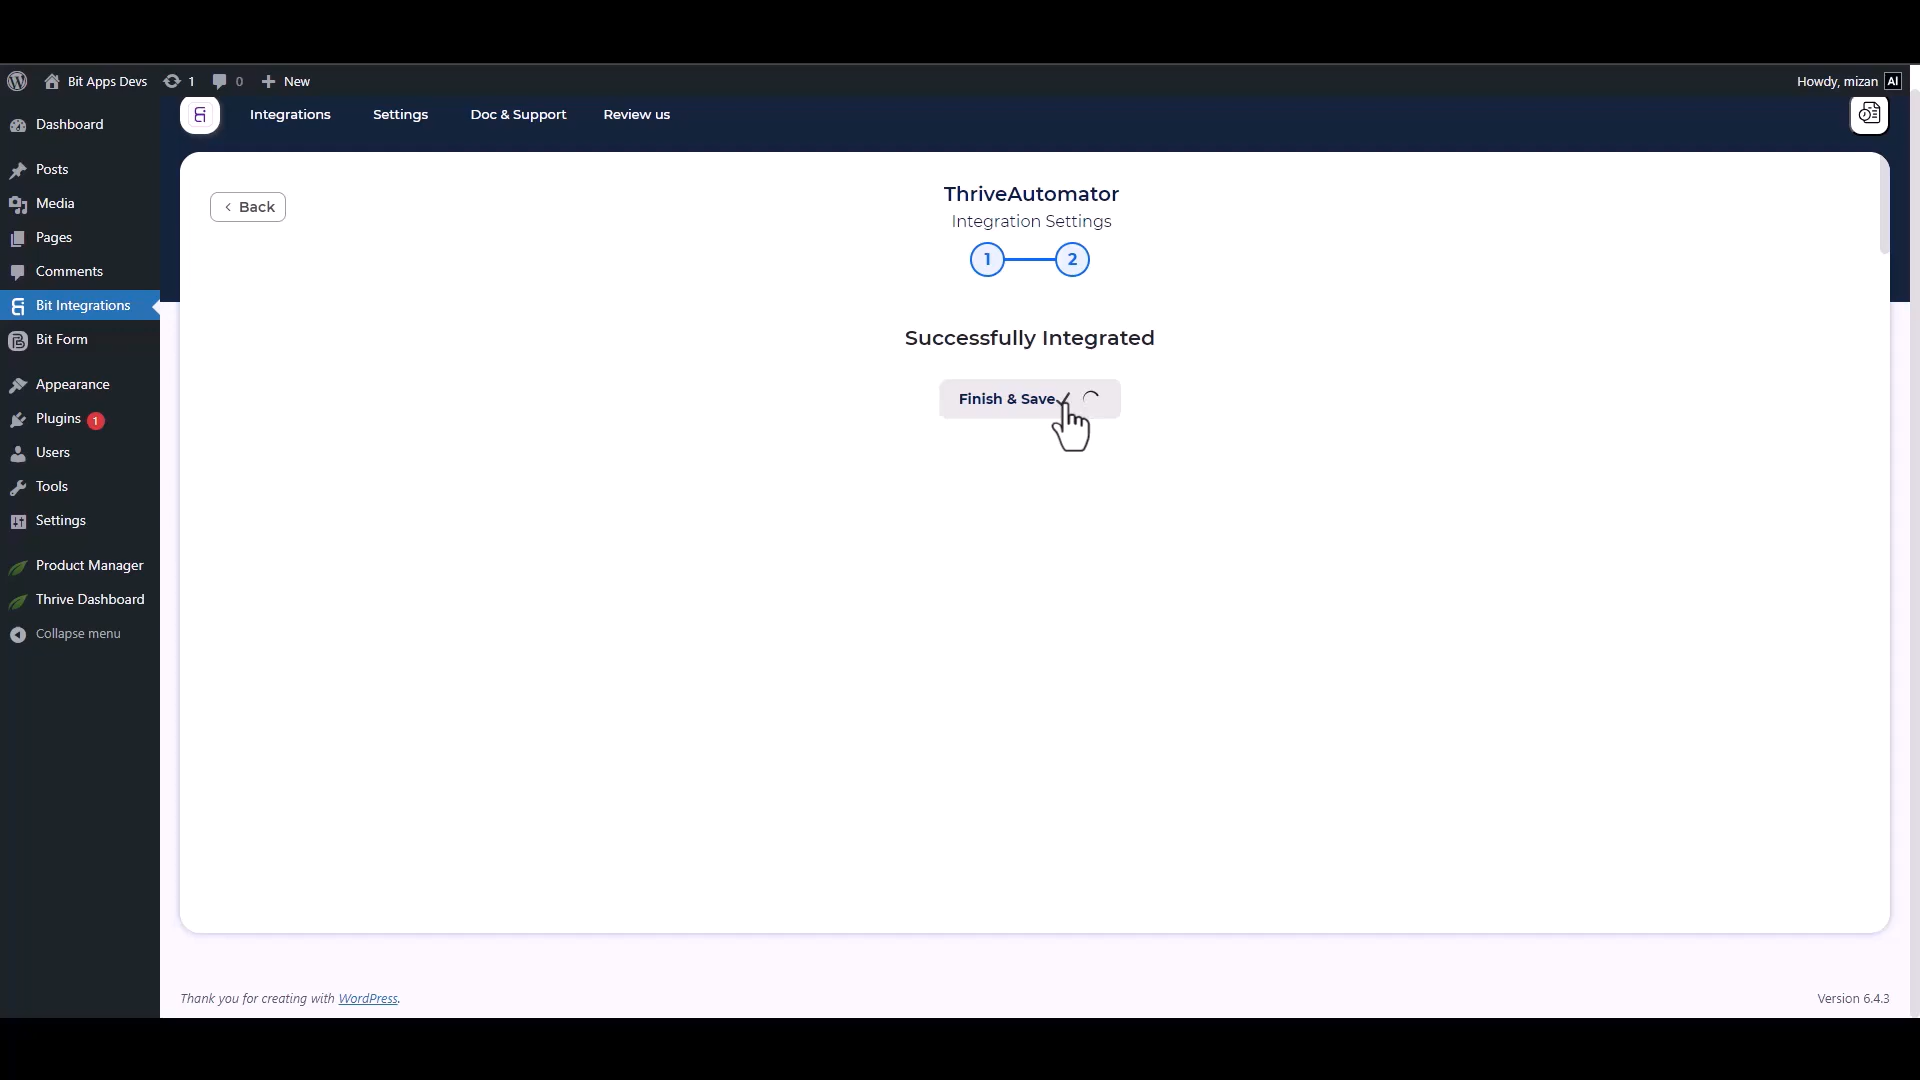 Bit Apps Devs 1 0 New Howdy, mizan AI
Integrations Settings Doc & Support Review us
Dashboard
Posts
Media
Pages
Comments
Bit Integrations
Bit Form
Appearance
Plugins 1
Users
Tools
Settings
Product Manager
Thrive Dashboard
Collapse menu
Back
ThriveAutomator
Integration Settings
1 2
Successfully Integrated
Finish & Save ✓
Thank you for creating with WordPress.
Version 6.4.3